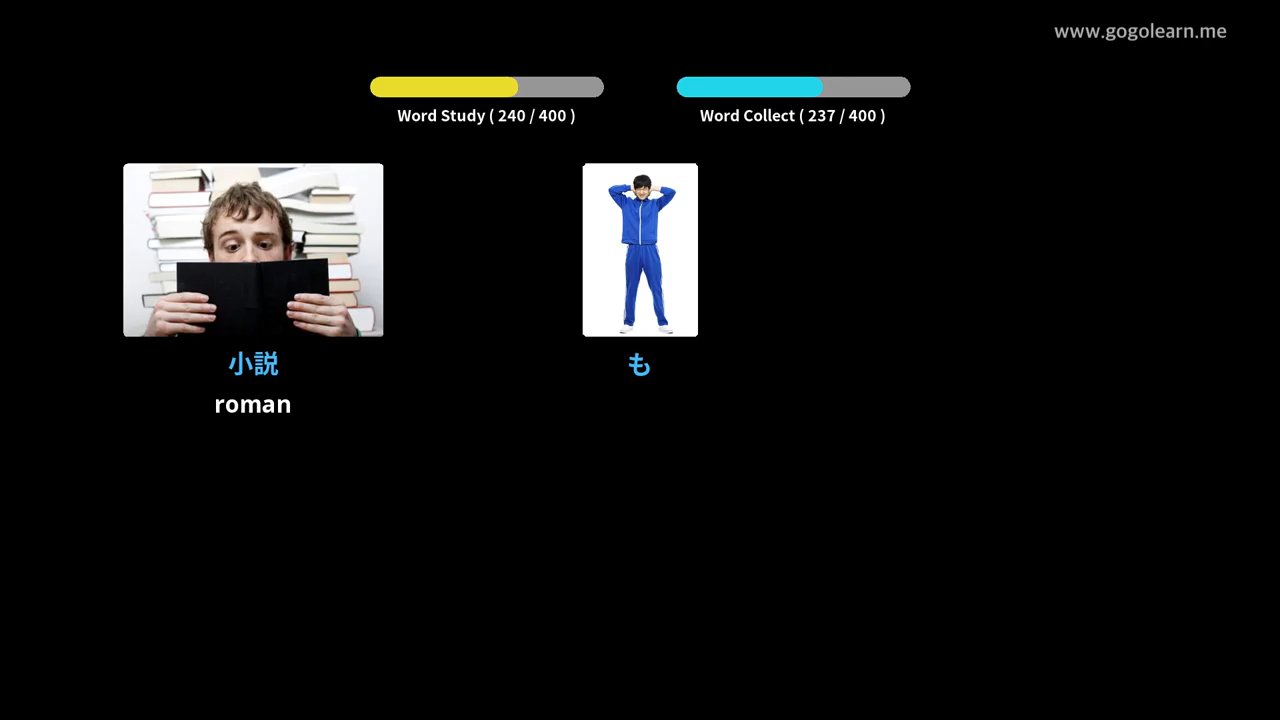 www.gogolearn.me
Word Study ( 240 / 400 )
Word Collect ( 237 / 400 )
小説
も
roman